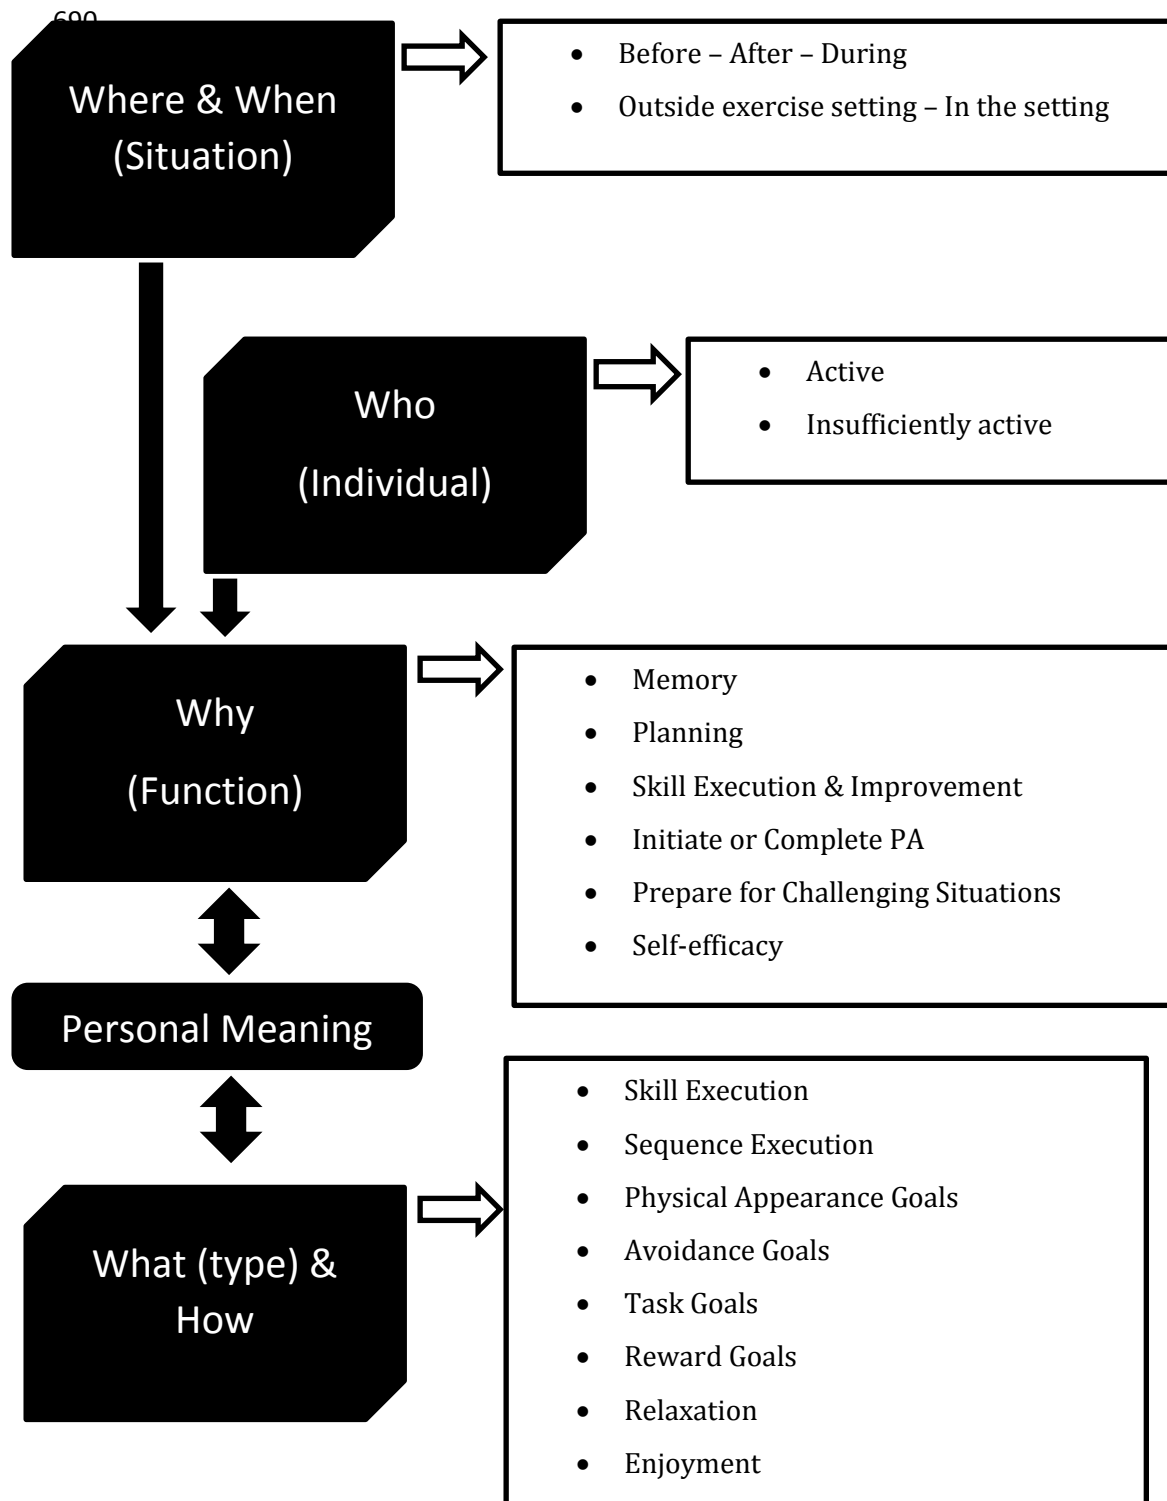 690
Where & When
(Situation)
• Before – After – During
• Outside exercise setting – In the setting
Who
(Individual)
• Active
• Insufficiently active
Why
(Function)
• Memory
• Planning
• Skill Execution & Improvement
• Initiate or Complete PA
• Prepare for Challenging Situations
• Self-efficacy
Personal Meaning
What (type) &
How
• Skill Execution
• Sequence Execution
• Physical Appearance Goals
• Avoidance Goals
• Task Goals
• Reward Goals
• Relaxation
• Enjoyment